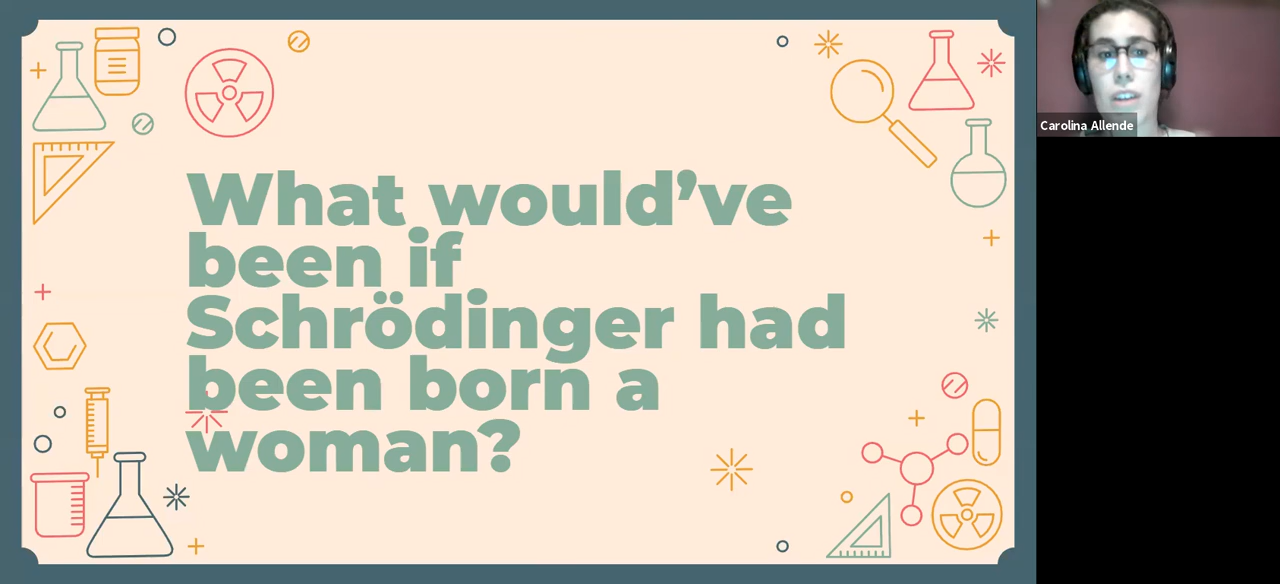 What would’ve
been if
Schrödinger had
been born a
woman?
Carolina Allende